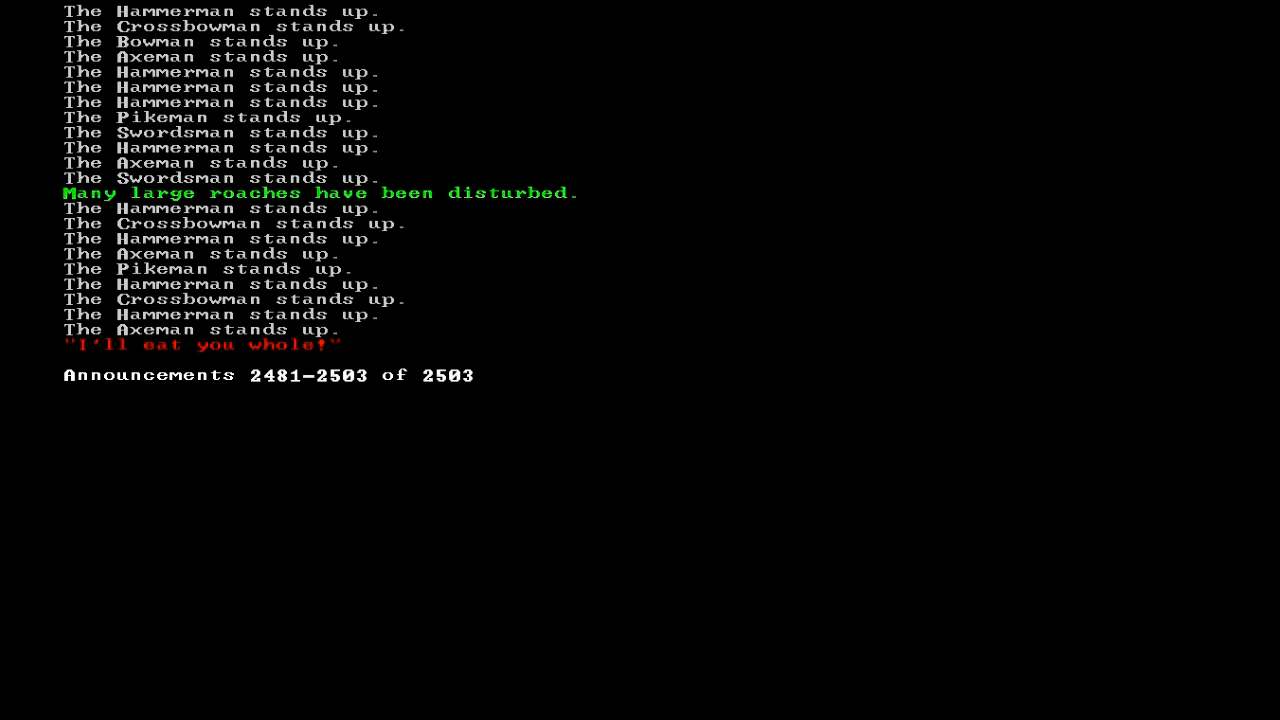 The Hammerman stands up.
The Crossbowman stands up.
The Bowman stands up.
The Axeman stands up.
The Hammerman stands up.
The Hammerman stands up.
The Hammerman stands up.
The Pikeman stands up.
The Swordsman stands up.
The Hammerman stands up.
The Axeman stands up.
The Swordsman stands up.
Many large roaches have been disturbed.
The Hammerman stands up.
The Crossbowman stands up.
The Hammerman stands up.
The Axeman stands up.
The Pikeman stands up.
The Hammerman stands up.
The Crossbowman stands up.
The Hammerman stands up.
The Axeman stands up.
"I'll eat you whole!"
Announcements 2481-2503 of 2503